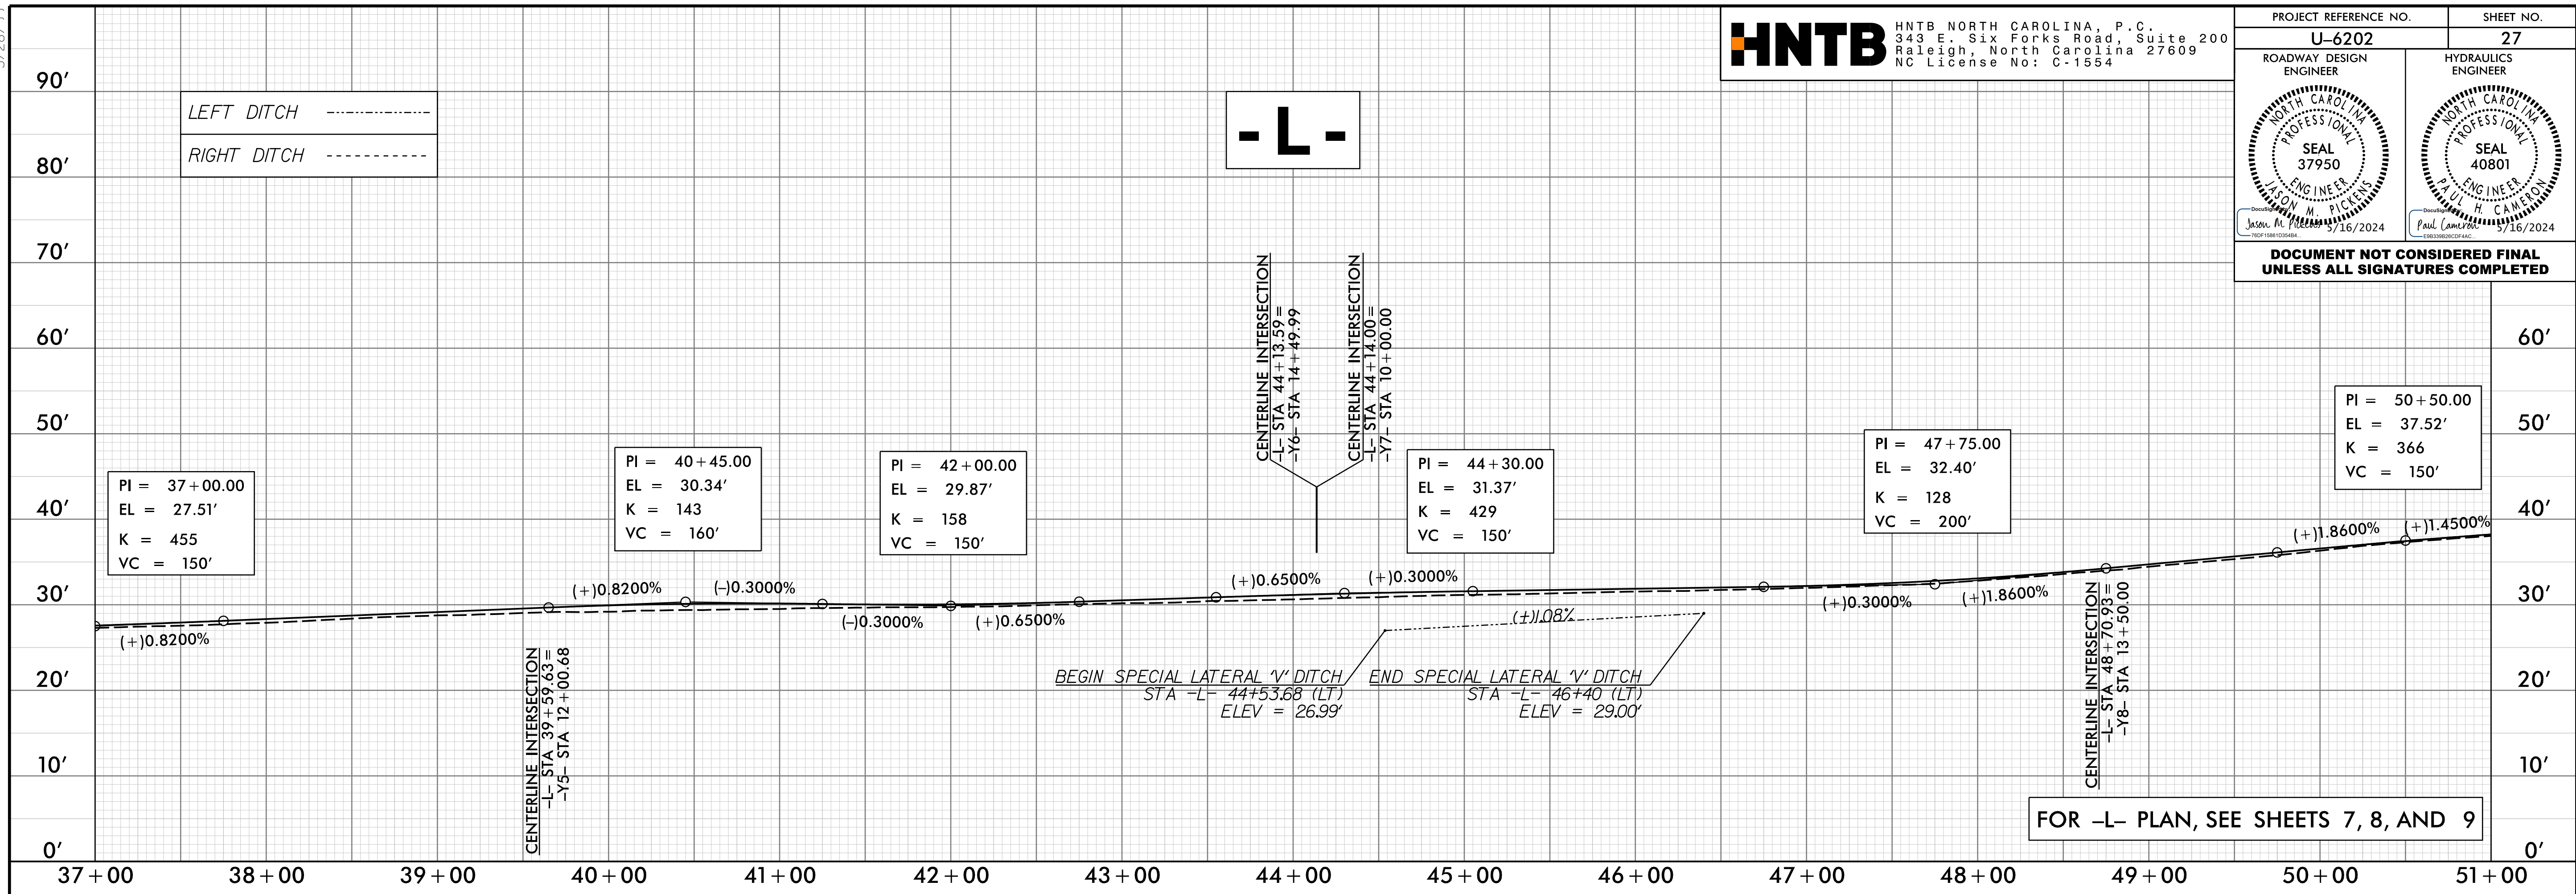 HNTB
HNTB NORTH CAROLINA, P.C.
343 E. Six Forks Road, Suite 200
Raleigh, North Carolina 27609
NC License No: C-1554
PROJECT REFERENCE NO.
SHEET NO.
U–6202
27
ROADWAY DESIGN
ENGINEER
HYDRAULICS
ENGINEER
NORTH CAROLINA
PROFESSIONAL
SEAL
37950
ENGINEER
JASON M. PICKENS
Jason M Pickens
5/16/2024
76DF15861D354B4...
NORTH CAROLINA
PROFESSIONAL
SEAL
40801
ENGINEER
PAUL H. CAMERON
Paul Cameron
5/16/2024
E9B339B26CDF4AC...
DOCUMENT NOT CONSIDERED FINAL
UNLESS ALL SIGNATURES COMPLETED
LEFT DITCH
RIGHT DITCH
- L -
90′
80′
70′
60′
50′
40′
30′
20′
10′
0′
60′
50′
40′
30′
20′
10′
0′
CENTERLINE INTERSECTION
–L– STA 44+13.59 =
–Y6– STA 14+49.99
CENTERLINE INTERSECTION
–L– STA 44+14.00 =
–Y7– STA 10+00.00
PI = 37+00.00
EL = 27.51′
K = 455
VC = 150′
PI = 40+45.00
EL = 30.34′
K = 143
VC = 160′
PI = 42+00.00
EL = 29.87′
K = 158
VC = 150′
PI = 44+30.00
EL = 31.37′
K = 429
VC = 150′
PI = 47+75.00
EL = 32.40′
K = 128
VC = 200′
PI = 50+50.00
EL = 37.52′
K = 366
VC = 150′
(+)0.8200%
(+)0.8200%
(–)0.3000%
(–)0.3000%
(+)0.6500%
(+)0.6500%
(+)0.3000%
(+)0.3000%
(+)1.8600%
(+)1.8600%
(+)1.4500%
(+)1.08%
BEGIN SPECIAL LATERAL 'V' DITCH
STA -L- 44+53.68 (LT)
ELEV = 26.99′
END SPECIAL LATERAL 'V' DITCH
STA -L- 46+40 (LT)
ELEV = 29.00′
CENTERLINE INTERSECTION
–L– STA 39+59.63 =
–Y5– STA 12+00.68
CENTERLINE INTERSECTION
–L– STA 48+70.93 =
–Y8– STA 13+50.00
FOR –L– PLAN, SEE SHEETS 7, 8, AND 9
37+00
38+00
39+00
40+00
41+00
42+00
43+00
44+00
45+00
46+00
47+00
48+00
49+00
50+00
51+00